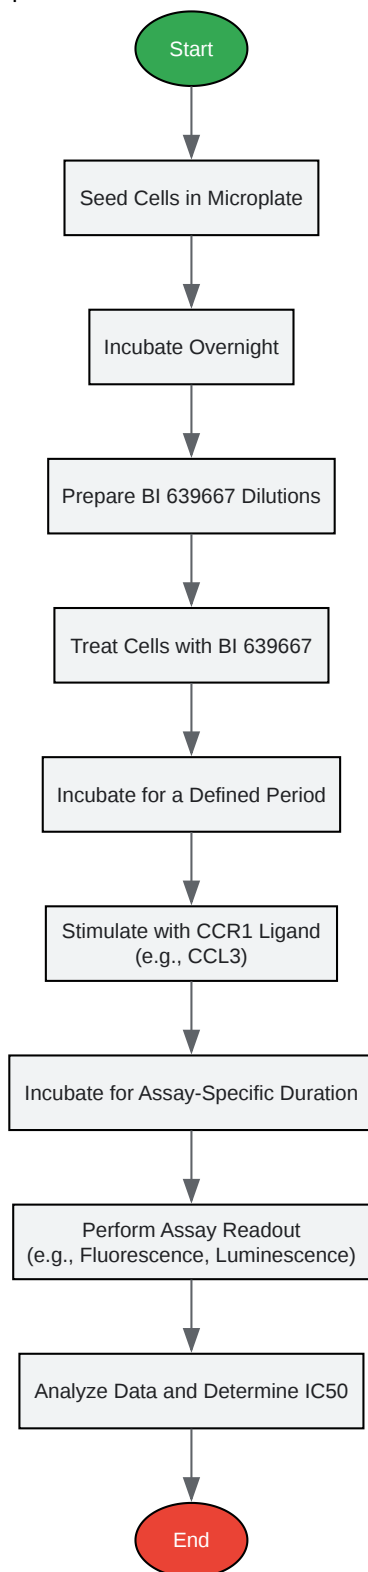 Start
Seed Cells in Microplate
Incubate Overnight
Prepare BI 639667 Dilutions
Treat Cells with BI 639667
Incubate for a Defined Period
Stimulate with CCR1 Ligand
(e.g., CCL3)
Incubate for Assay-Specific Duration
Perform Assay Readout
(e.g., Fluorescence, Luminescence)
Analyze Data and Determine IC50
End